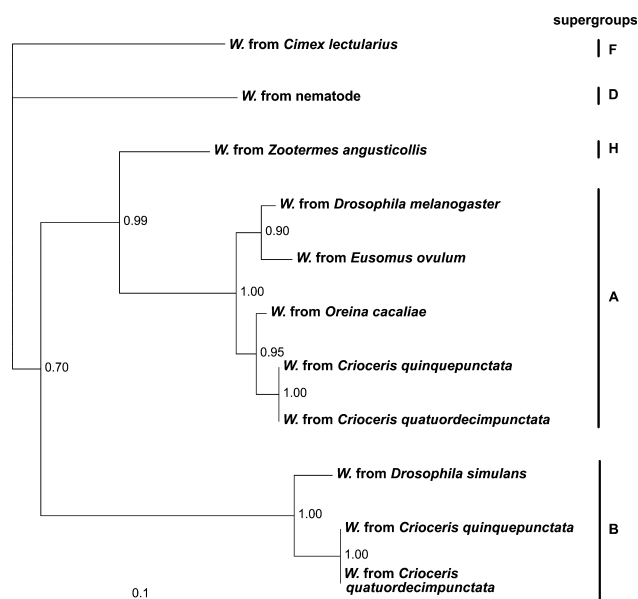 supergroups
W. from Cimex lectularius
F
W. from nematode
D
W. from Zootermes angusticollis
H
W. from Drosophila melanogaster
0.99
0.90
W. from Eusomus ovulum
1.00
A
W. from Oreina cacaliae
0.95
W. from Crioceris quinquepunctata
0.70
1.00
W. from Crioceris quatuordecimpunctata
W. from Drosophila simulans
1.00
W. from Crioceris quinquepunctata
B
1.00
W. from Crioceris
quatuordecimpunctata
0.1